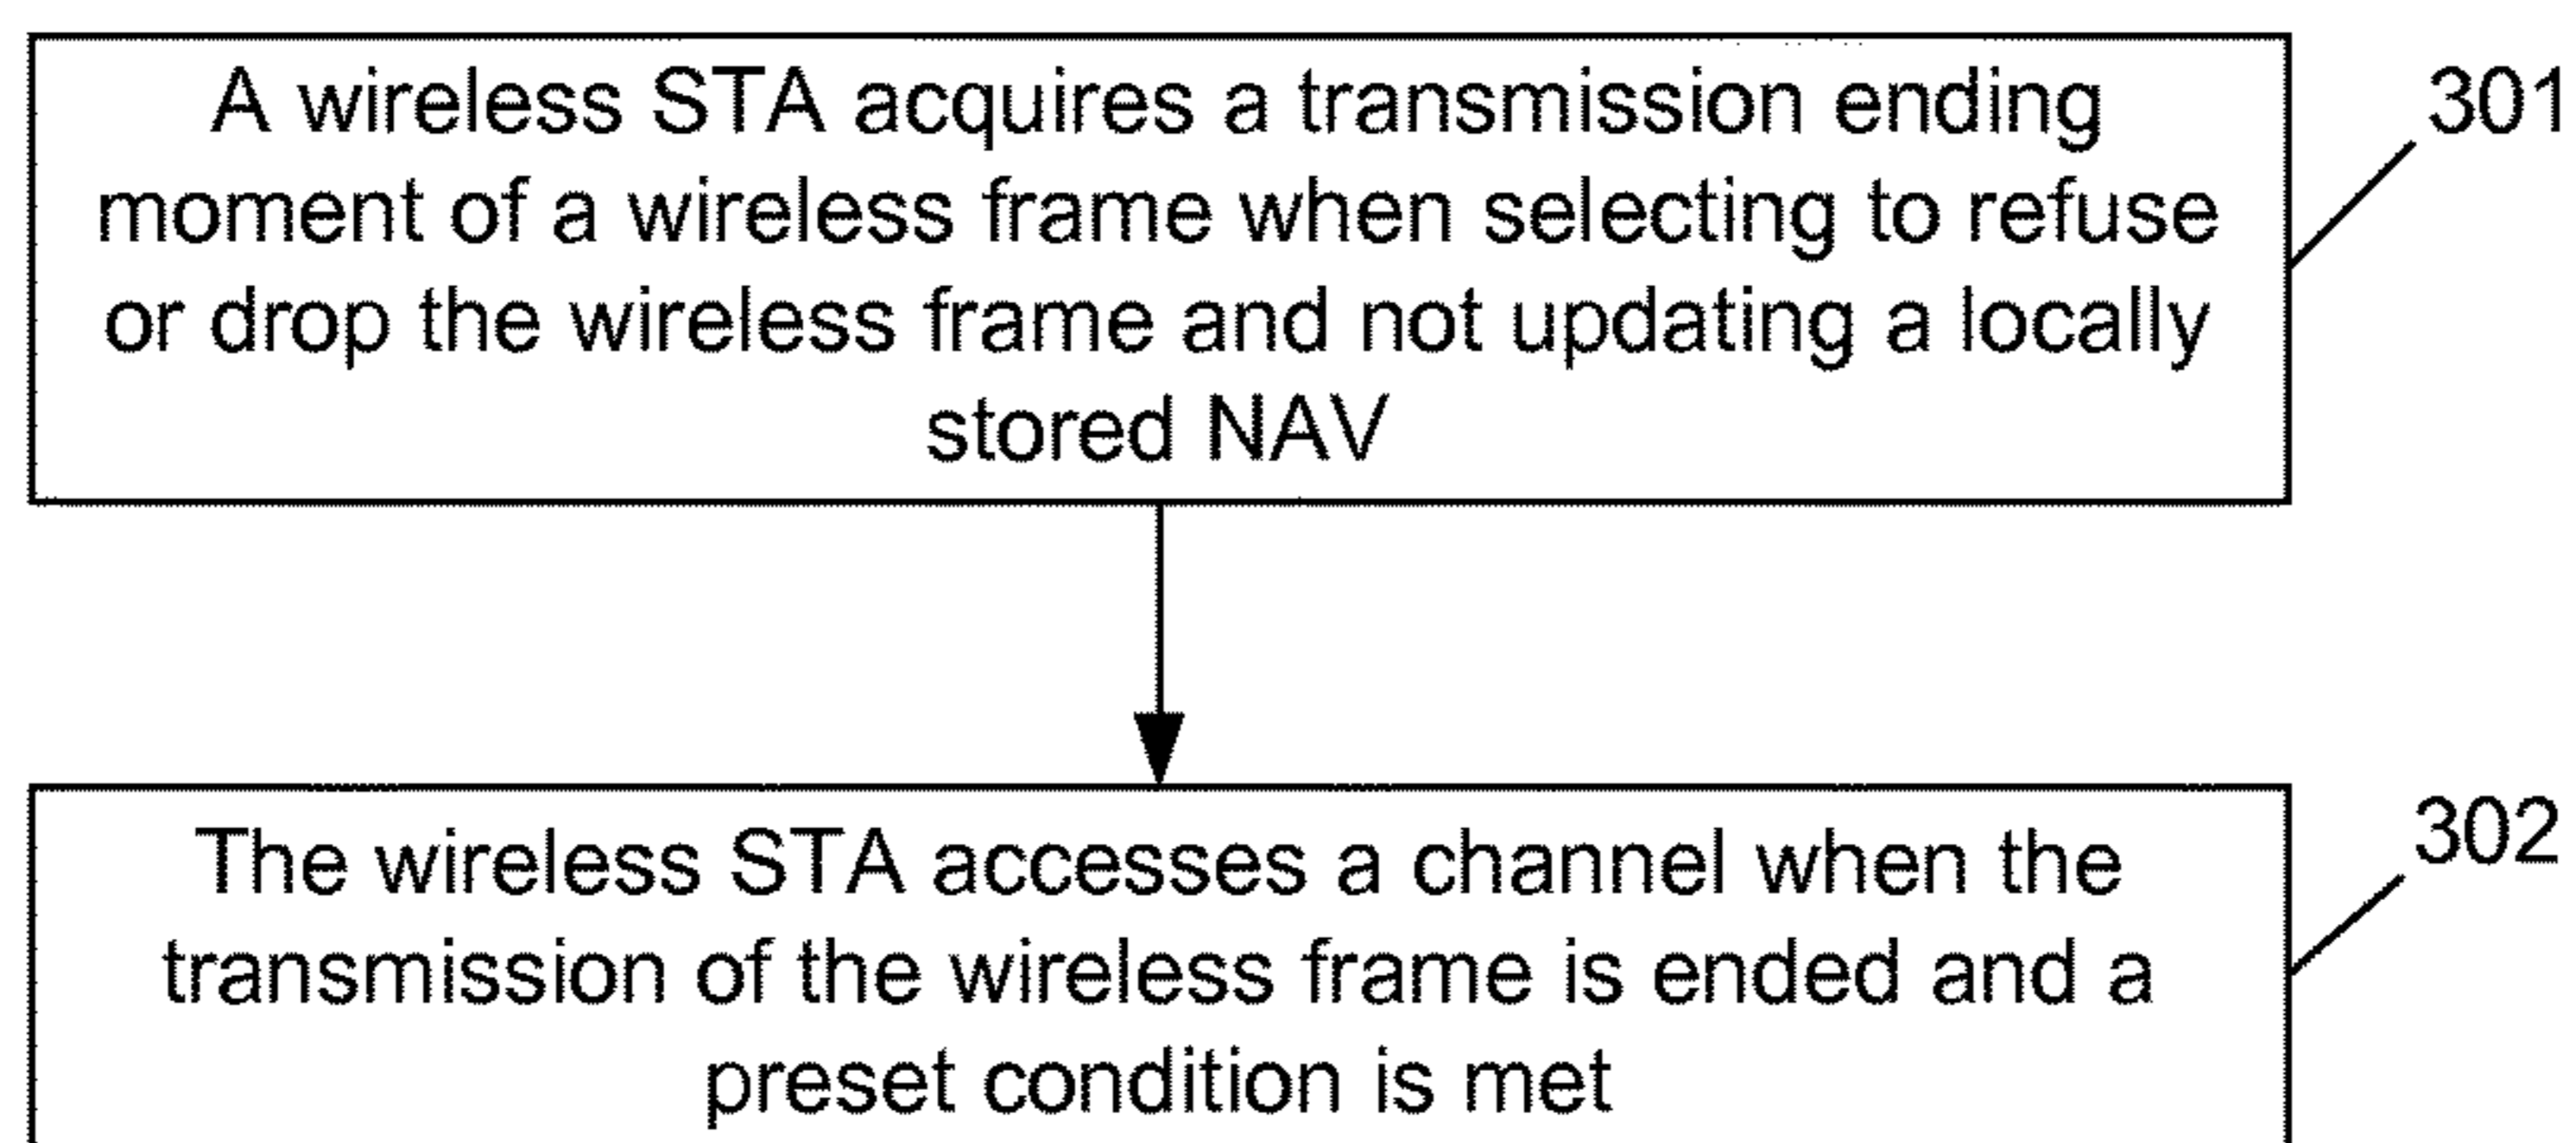 A wireless STA acquires a transmission ending
moment of a wireless frame when selecting to refuse
or drop the wireless frame and not updating a locally
stored NAV
301
The wireless STA accesses a channel when the
transmission of the wireless frame is ended and a
preset condition is met
302